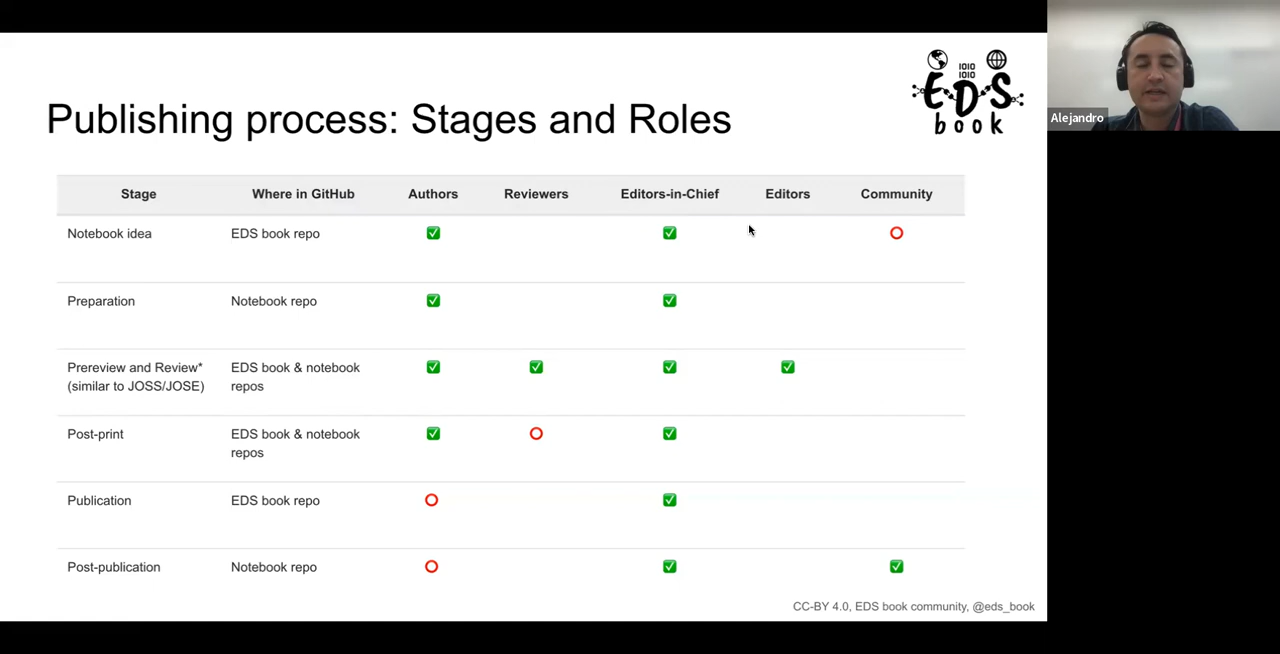 IOIO
IOIO
EDS
book
Alejandro
Publishing process: Stages and Roles
Stage Where in GitHub Authors Reviewers Editors-in-Chief Editors Community
Notebook idea EDS book repo ✅ ✅ ⭕
Preparation Notebook repo ✅ ✅
Prereview and Review* EDS book & notebook ✅ ✅ ✅ ✅
(similar to JOSS/JOSE) repos
Post-print EDS book & notebook ✅ ⭕ ✅
repos
Publication EDS book repo ⭕ ✅
Post-publication Notebook repo ⭕ ✅ ✅
CC-BY 4.0, EDS book community, @eds_book